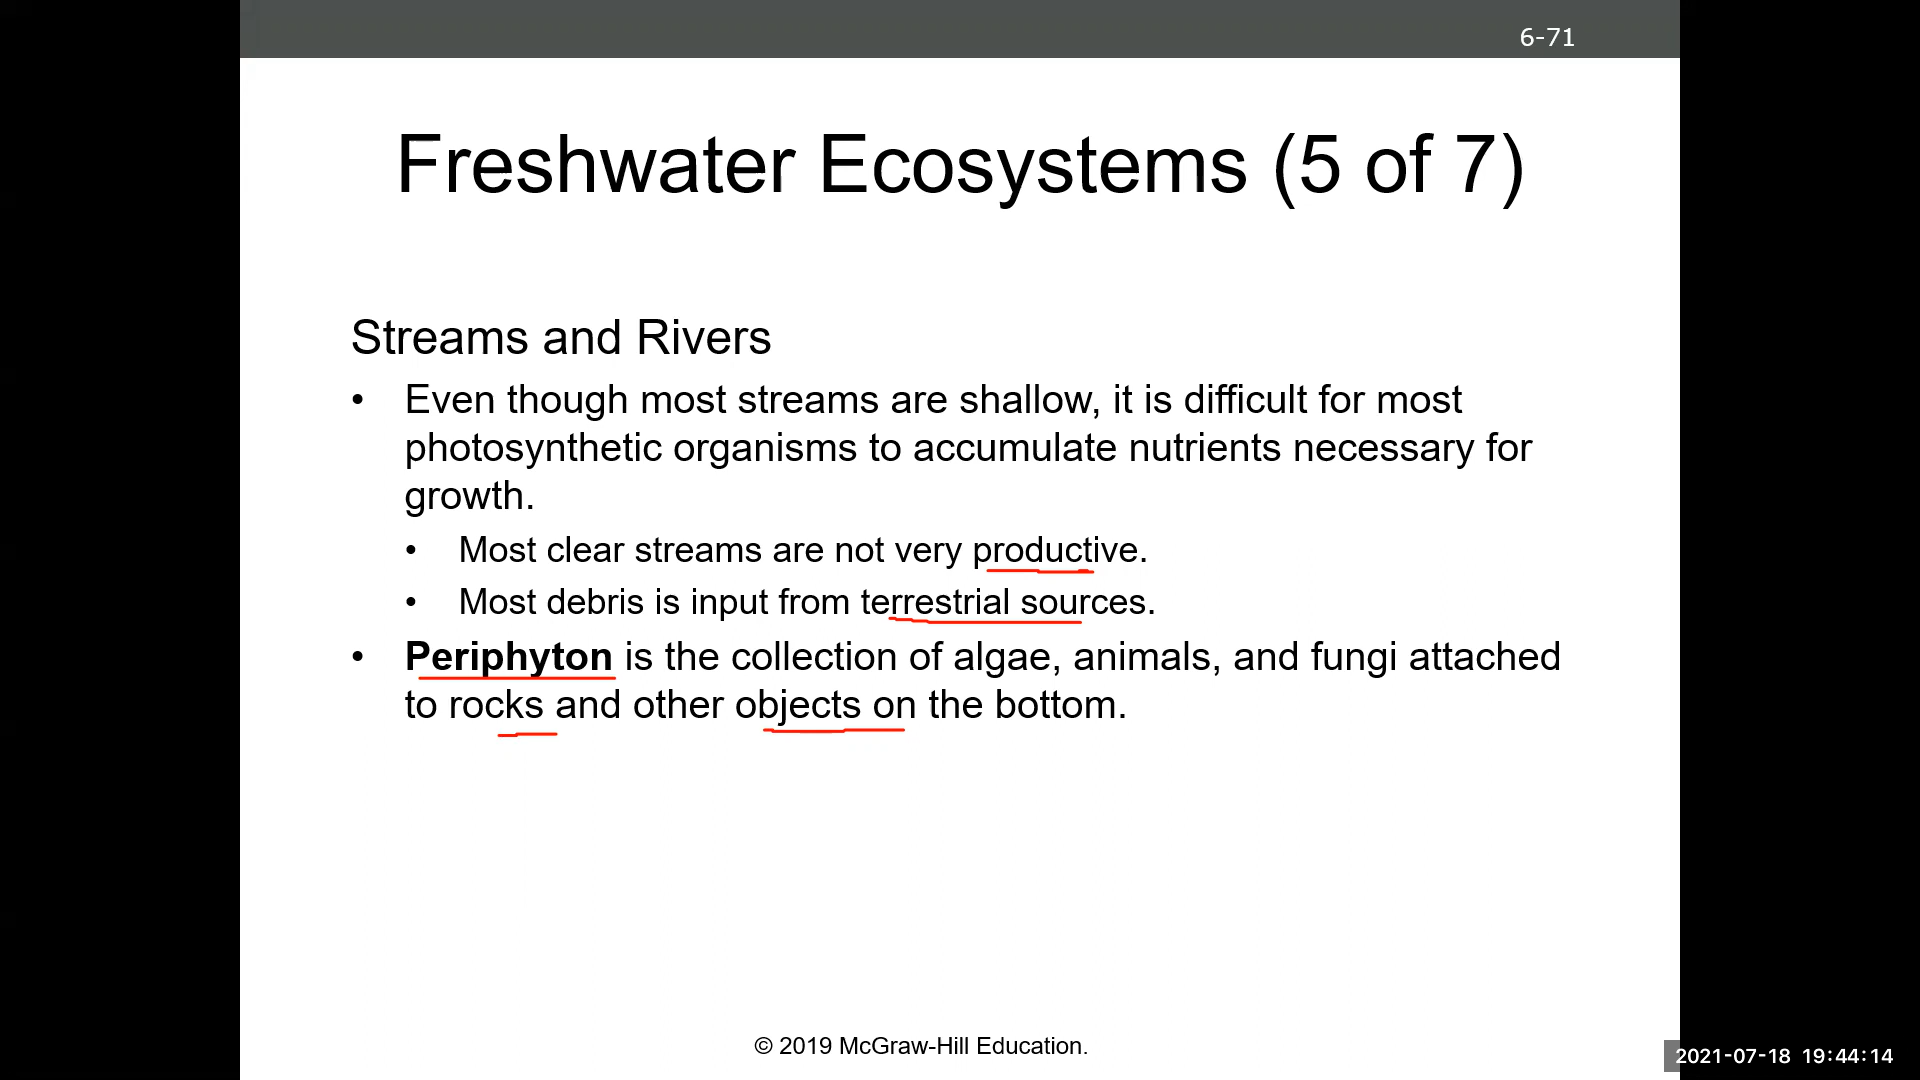 6-71
Freshwater Ecosystems (5 of 7)
Streams and Rivers
• Even though most streams are shallow, it is difficult for most
photosynthetic organisms to accumulate nutrients necessary for
growth.
• Most clear streams are not very productive.
• Most debris is input from terrestrial sources.
• Periphyton is the collection of algae, animals, and fungi attached
to rocks and other objects on the bottom.
© 2019 McGraw-Hill Education.
2021-07-18 19:44:14